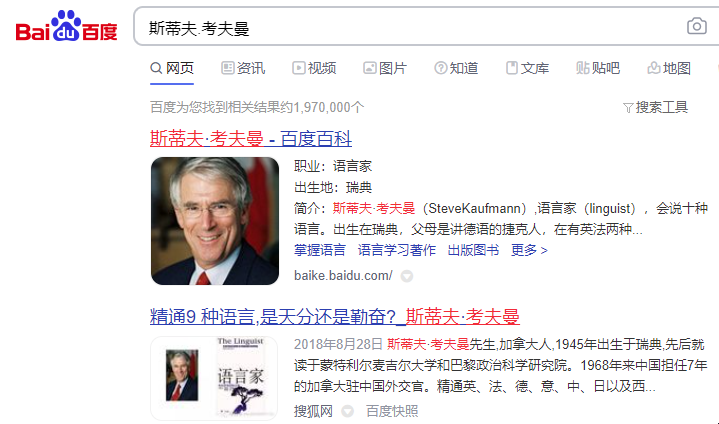 Bai du 百度
斯蒂夫.考夫曼
网页 资讯 视频 图片 知道 文库 贴吧 地图
百度为您找到相关结果约1,970,000个 搜索工具
斯蒂夫·考夫曼 - 百度百科
职业：语言家
出生地：瑞典
简介：斯蒂夫·考夫曼（SteveKaufmann）,语言家（linguist），会说十种
语言。出生在瑞典，父母是讲德语的捷克人，在有英法两种...
掌握语言 语言学习著作 出版图书 更多 >
baike.baidu.com/
精通9 种语言,是天分还是勤奋?_斯蒂夫·考夫曼
The Linguist
语言家
2018年8月28日 斯蒂夫·考夫曼先生,加拿大人,1945年出生于瑞典,先后就
读于蒙特利尔麦吉尔大学和巴黎政治科学研究院。1968年来中国担任7年
的加拿大驻中国外交官。精通英、法、德、意、中、日以及西...
搜狐网 百度快照